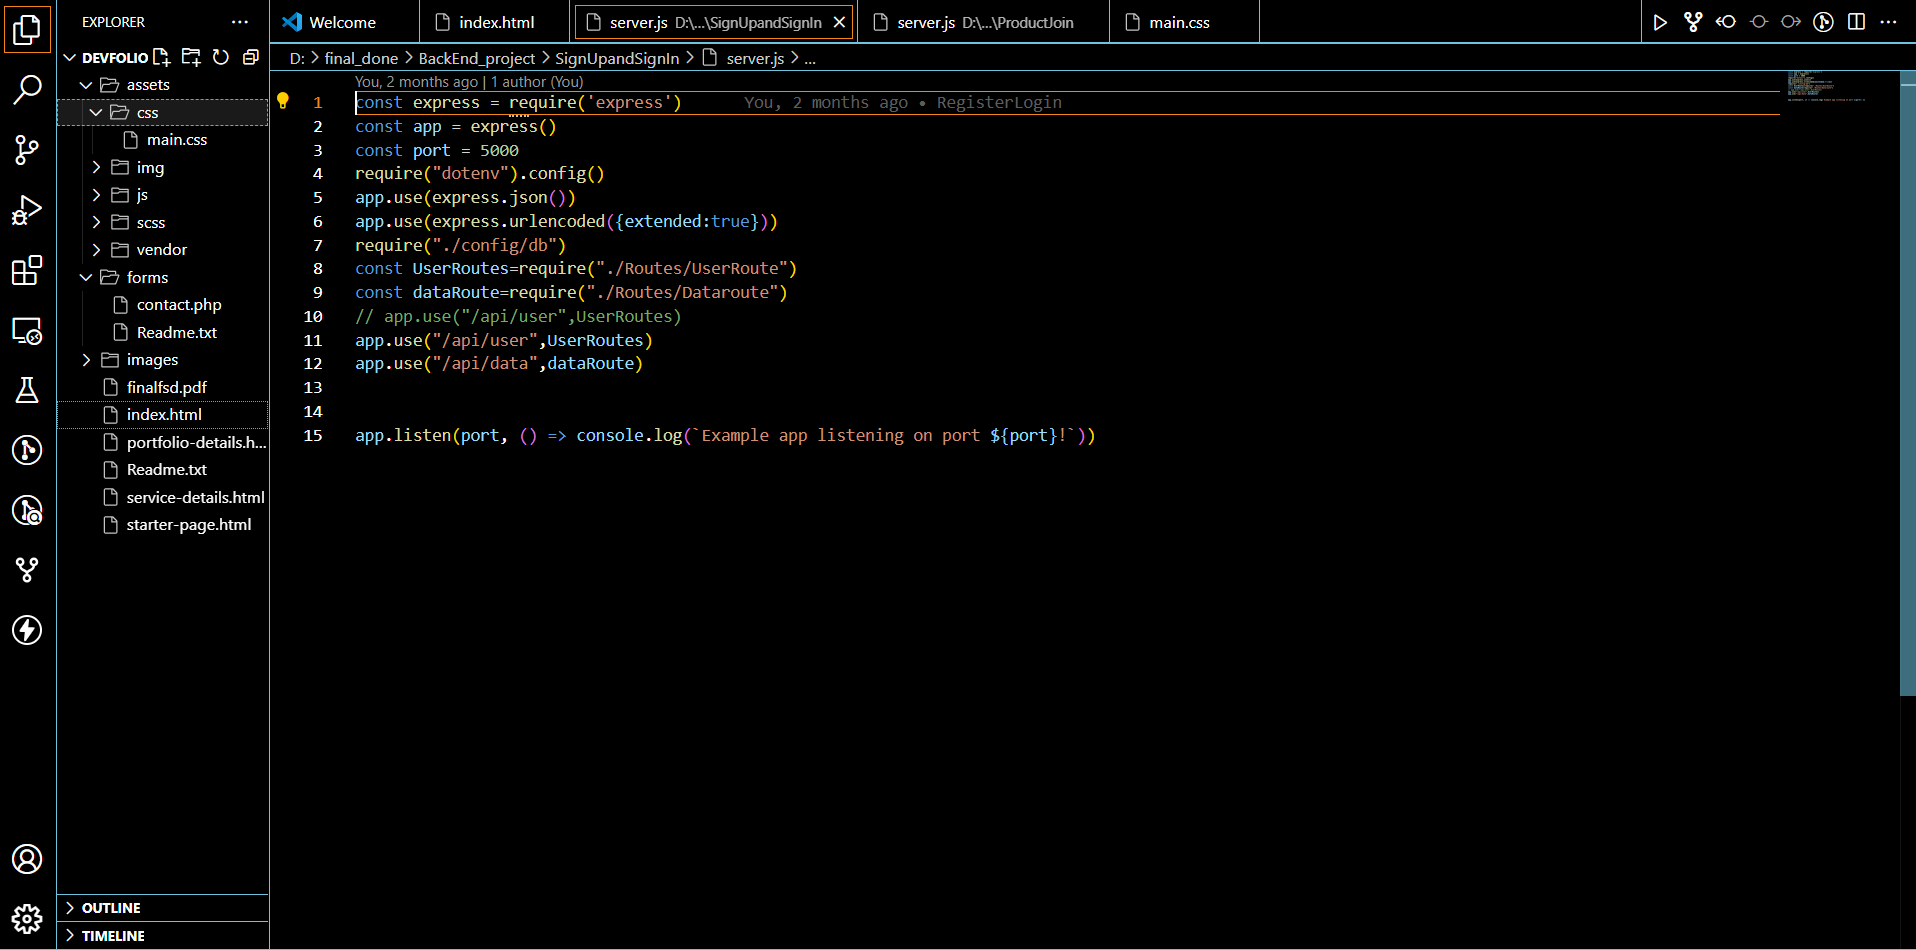 EXPLORER
DEVFOLIO
assets
css
main.css
img
js
scss
vendor
forms
contact.php
Readme.txt
images
finalfsd.pdf
index.html
portfolio-details.h...
Readme.txt
service-details.html
starter-page.html
OUTLINE
TIMELINE
Welcome
index.html
server.js D:\...\SignUpandSignIn
server.js D:\...\ProductJoin
main.css
D: > final_done > BackEnd_project > SignUpandSignIn > server.js > ...
You, 2 months ago | 1 author (You)
1 const express = require('express') You, 2 months ago • RegisterLogin
2 const app = express()
3 const port = 5000
4 require("dotenv").config()
5 app.use(express.json())
6 app.use(express.urlencoded({extended:true}))
7 require("./config/db")
8 const UserRoutes=require("./Routes/UserRoute")
9 const dataRoute=require("./Routes/Dataroute")
10 // app.use("/api/user",UserRoutes)
11 app.use("/api/user",UserRoutes)
12 app.use("/api/data",dataRoute)
13
14
15 app.listen(port, () => console.log(`Example app listening on port ${port}!`))